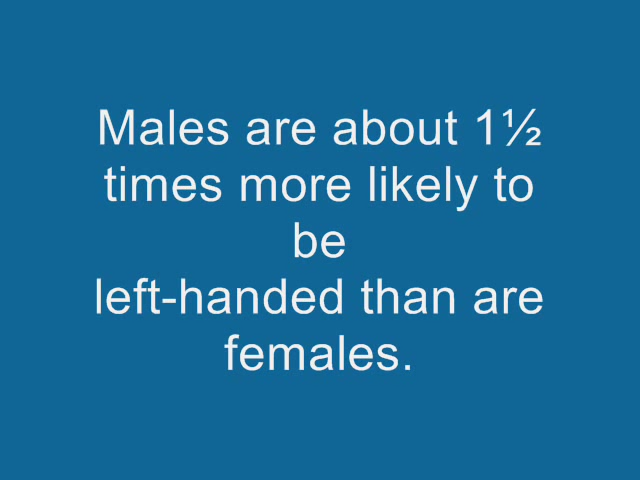 Males are about 1½
times more likely to
be
left-handed than are
females.